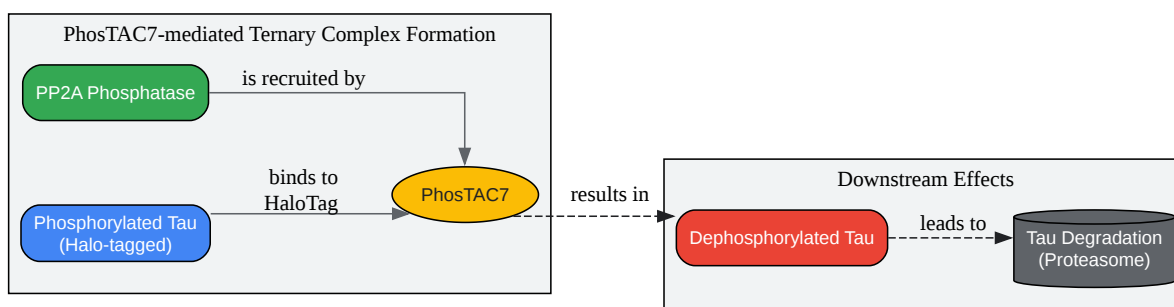 PhosTAC7-mediated Ternary Complex Formation
PP2A Phosphatase
is recruited by
Phosphorylated Tau
(Halo-tagged)
binds to
HaloTag
PhosTAC7
results in
Downstream Effects
Dephosphorylated Tau
leads to
Tau Degradation
(Proteasome)